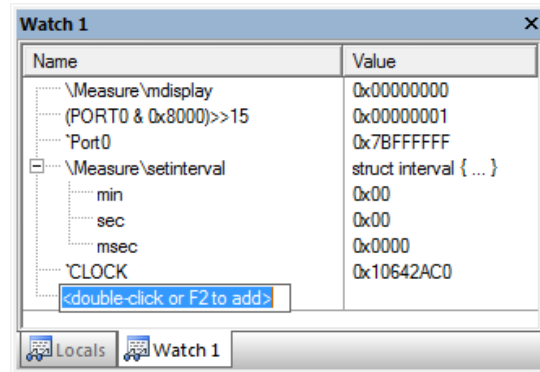 Watch 1
Name Value
\Measure\mdisplay 0x00000000
(PORT0 & 0x8000)>>15 0x00000001
`Port0 0x7BFFFFFF
\Measure\setinterval struct interval { ... }
min 0x00
sec 0x00
msec 0x0000
`CLOCK 0x10642AC0
<double-click or F2 to add>
Locals Watch 1